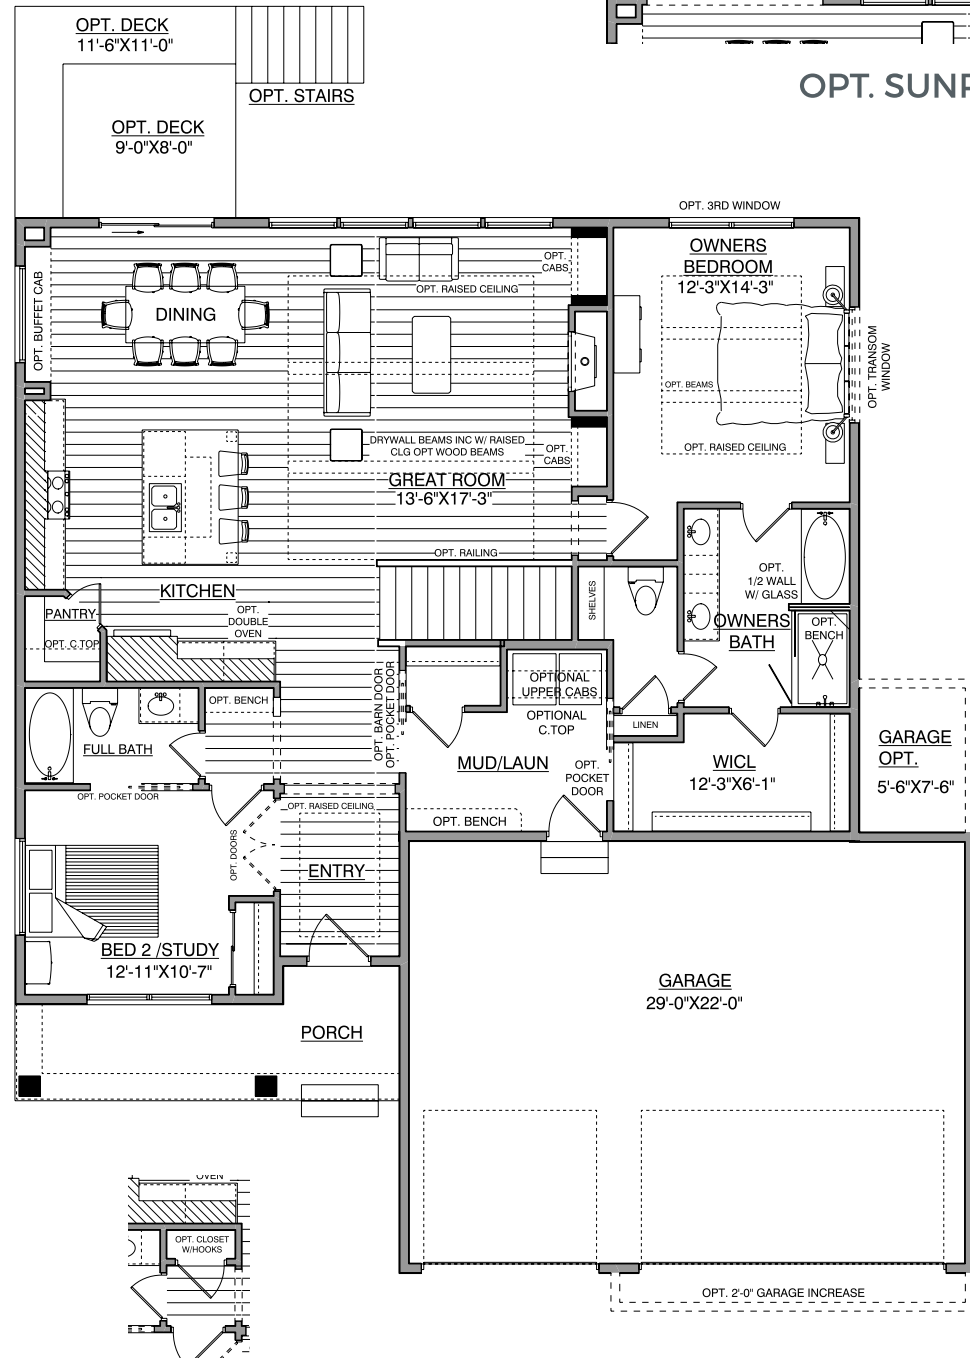 OPT. DECK
11'-6"X11'-0"
OPT. STAIRS
OPT. SUNP
OPT. DECK
9'-0"X8'-0"
OPT. 3RD WINDOW
OWNERS
BEDROOM
12'-3"X14'-3"
OPT. BEAMS
OPT. RAISED CEILING
OPT. TRANSOM
WINDOW
OPT. BUFFET CAB
DINING
OPT. RAISED CEILING
OPT.
CABS
DRYWALL BEAMS INC W/ RAISED
CLG OPT WOOD BEAMS
OPT.
CABS
GREAT ROOM
13'-6"X17'-3"
OPT. RAILING
KITCHEN
OPT.
DOUBLE
OVEN
PANTRY
OPT. C.TOP
SHELVES
OPT.
1/2 WALL
W/ GLASS
OWNERS
BATH
OPT.
BENCH
FULL BATH
OPT. BENCH
OPT. POCKET DOOR
OPT. BARN DOOR
OPT. POCKET DOOR
OPTIONAL
UPPER CABS
OPTIONAL
C.TOP
MUD/LAUN
OPT.
POCKET
DOOR
OPT. BENCH
LINEN
WICL
12'-3"X6'-1"
GARAGE
OPT.
5'-6"X7'-6"
OPT. RAISED CEILING
OPT. DOORS
ENTRY
BED 2 /STUDY
12'-11"X10'-7"
PORCH
GARAGE
29'-0"X22'-0"
OPT. 2'-0" GARAGE INCREASE
OVEN
OPT. CLOSET
W/HOOKS